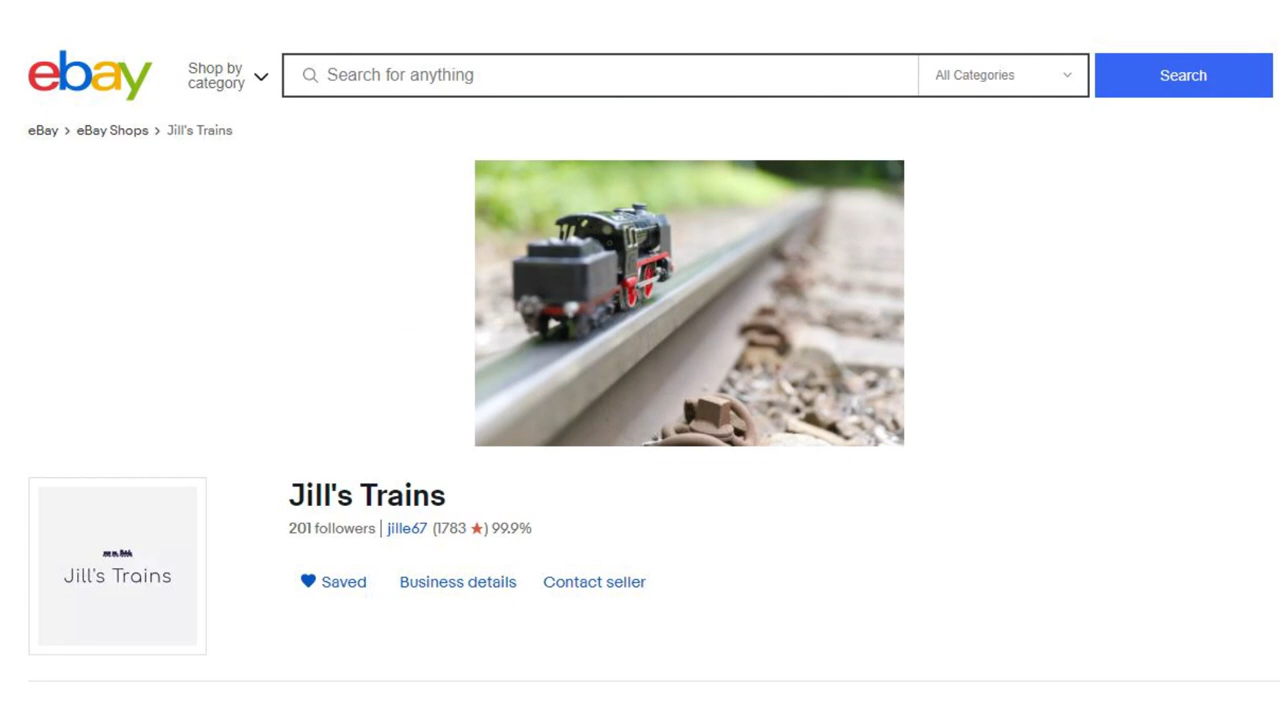 ebay
Shop by
category
Search for anything
All Categories
Search
eBay > eBay Shops > Jill's Trains
Jill's Trains
201 followers | jille67 (1783 ★) 99.9%
Saved
Business details
Contact seller
Jill's Trains